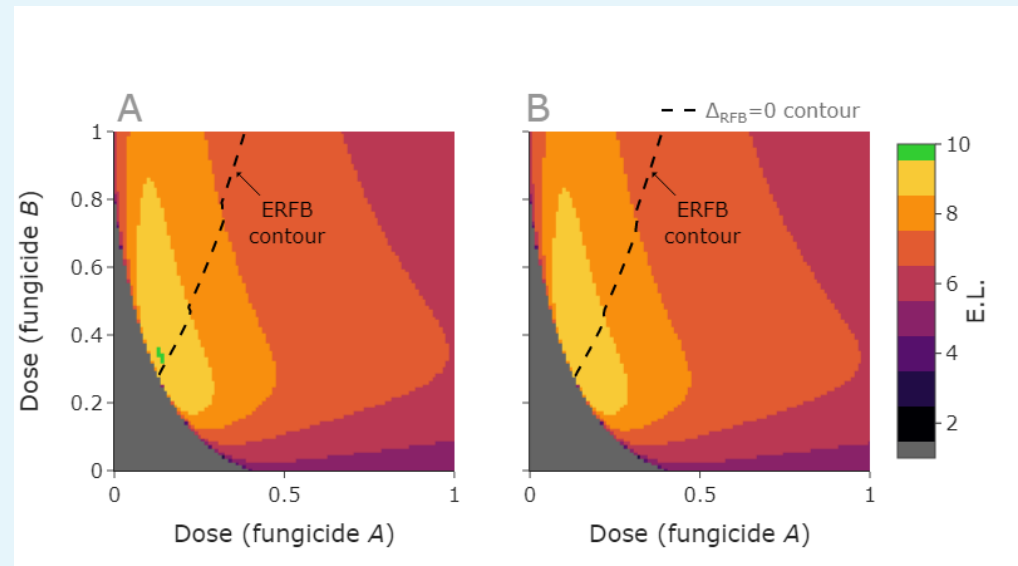 A
B
Δ_RFB=0 contour
1
0.8
0.6
0.4
0.2
0
Dose (fungicide B)
ERFB
contour
0
0.5
1
Dose (fungicide A)
ERFB
contour
0
0.5
1
Dose (fungicide A)
10
8
6
4
2
E.L.